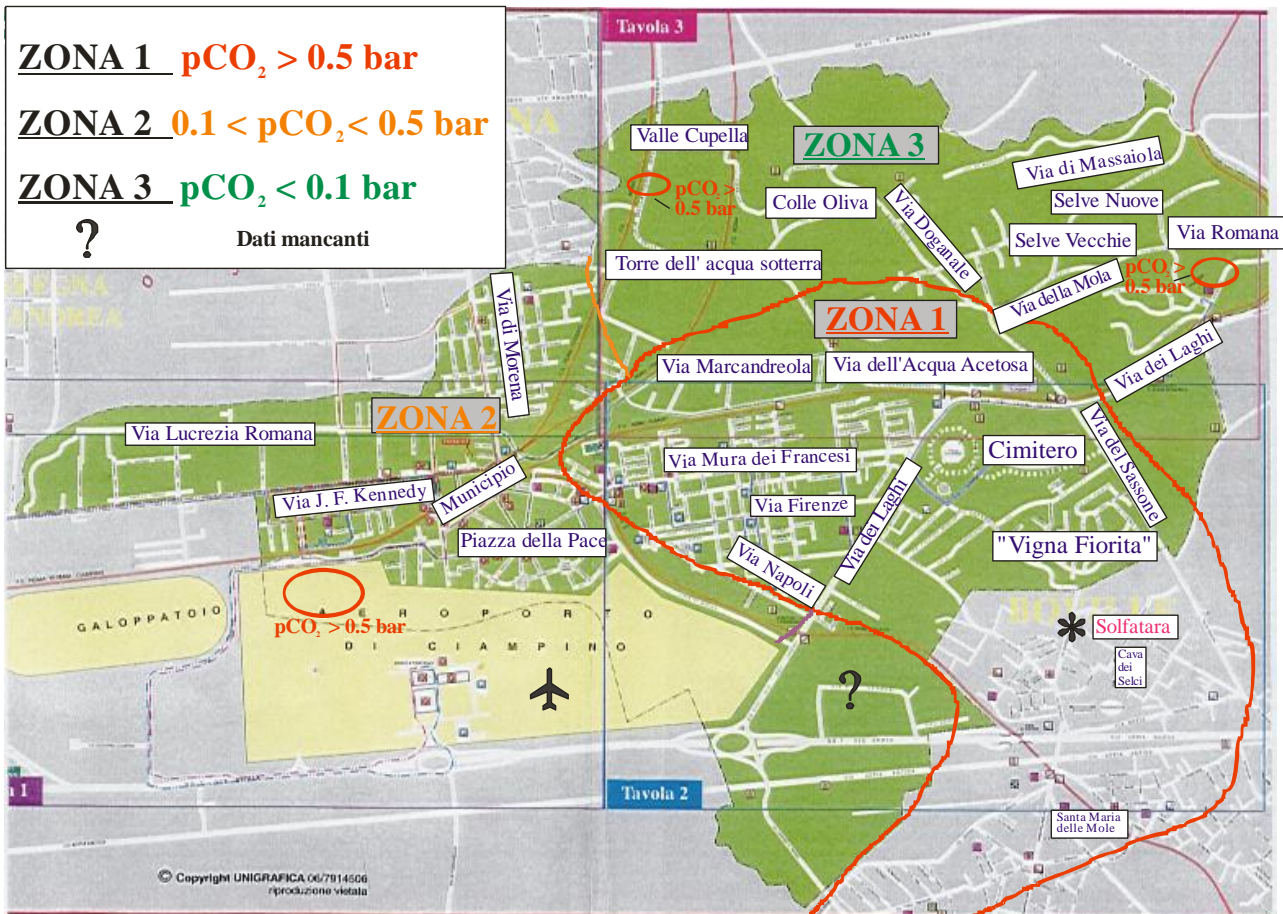 ZONA 1 pCO₂ > 0.5 bar
ZONA 2 0.1 < pCO₂ < 0.5 bar
ZONA 3 pCO₂ < 0.1 bar
? Dati mancanti
Tavola 3
Valle Cupella
ZONA 3
Via di Massaiola
pCO₂ >
0.5 bar
Colle Oliva
Via Doganale
Selve Nuove
Selve Vecchie
Via Romana
Torre dell' acqua sotterra
pCO₂ >
0.5 bar
Via della Mola
Via di Morena
ZONA 1
Via Marcandreola
Via dell'Acqua Acetosa
Via dei Laghi
ZONA 2
Via Lucrezia Romana
Via del Sassone
Cimitero
Via Mura dei Francesi
Municipio
Via J. F. Kennedy
Via Firenze
Via dei Laghi
Piazza della Pace
"Vigna Fiorita"
Via Napoli
GALOPPATOIO
AEROPORTO
DI CIAMPINO
pCO₂ > 0.5 bar
Solfatara
Cava
dei
Selci
?
Tavola 2
Santa Maria
delle Mole
© Copyright UNIGRAFICA 06/7914506
riproduzione vietata